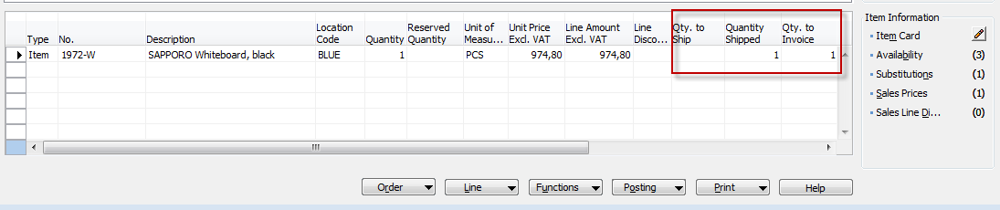 Type No. Description Location Code Quantity Reserved Quantity Unit of Measu... Unit Price Excl. VAT Line Amount Excl. VAT Line Disco... Qty. to Ship Quantity Shipped Qty. to Invoice
Item 1972-W SAPPORO Whiteboard, black BLUE 1 PCS 974,80 974,80 1 1
Item Information
Item Card
Availability (3)
Substitutions (1)
Sales Prices (1)
Sales Line Di... (0)
Order Line Functions Posting Print Help